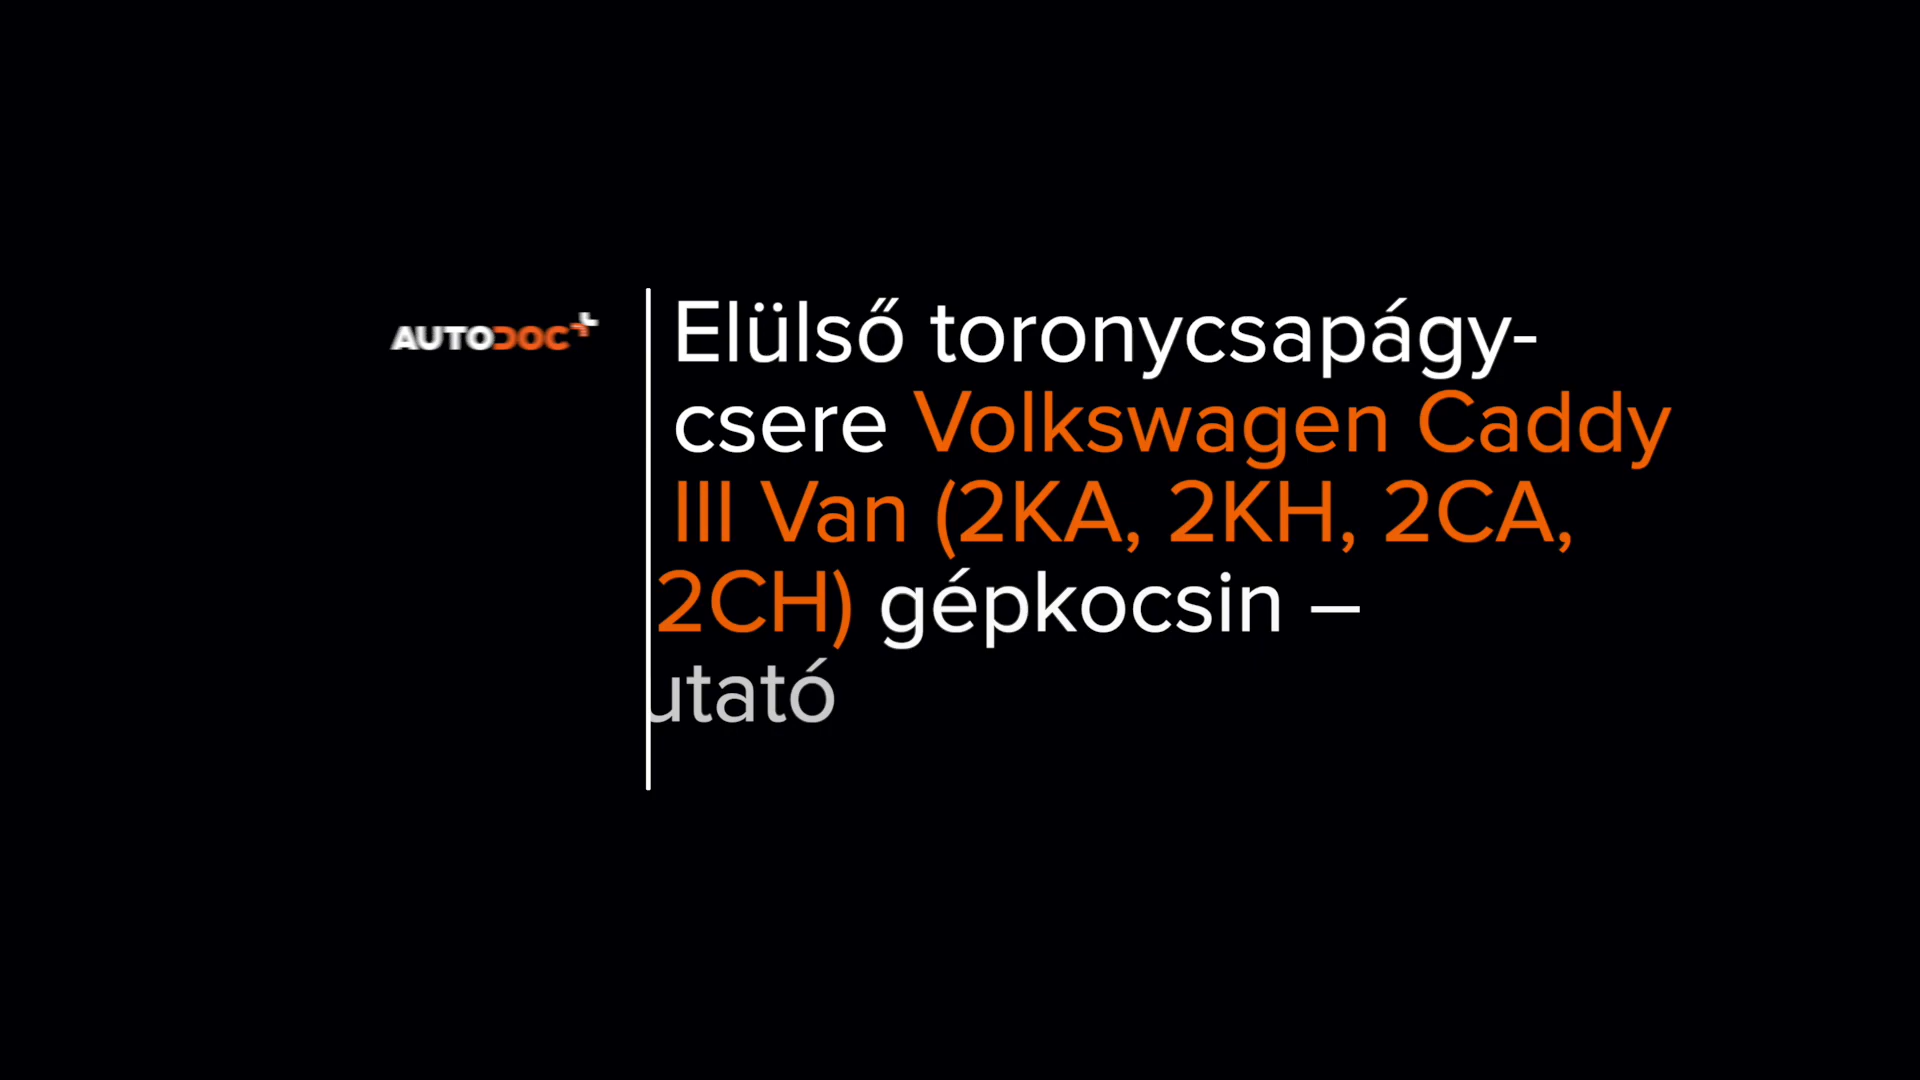 AUTODOC
Elülső toronycsapágy-
csere Volkswagen Caddy
III Van (2KA, 2KH, 2CA,
2CH) gépkocsin –
utató